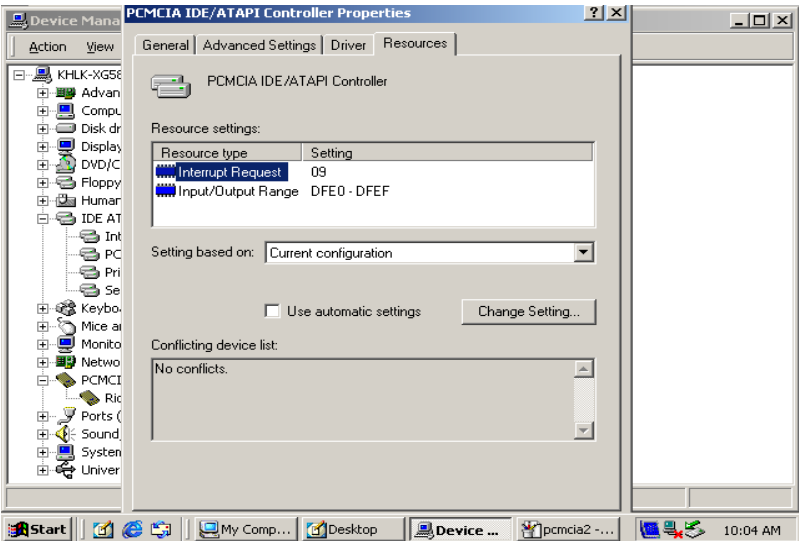 Device Mana
PCMCIA IDE/ATAPI Controller Properties
Action View
General Advanced Settings Driver Resources
KHLK-XG58
Advan
Compu
Disk dr
Display
DVD/C
Floppy
Human
IDE AT
Int
PC
Pri
Se
Keybo
Mice a
Monito
Netwo
PCMCI
Ric
Ports (
Sound,
System
Univer
PCMCIA IDE/ATAPI Controller
Resource settings:
Resource type Setting
Interrupt Request 09
Input/Output Range DFE0 - DFEF
Setting based on: Current configuration
Use automatic settings Change Setting...
Conflicting device list:
No conflicts.
Start My Comp... Desktop Device ... pcmcia2 -... 10:04 AM